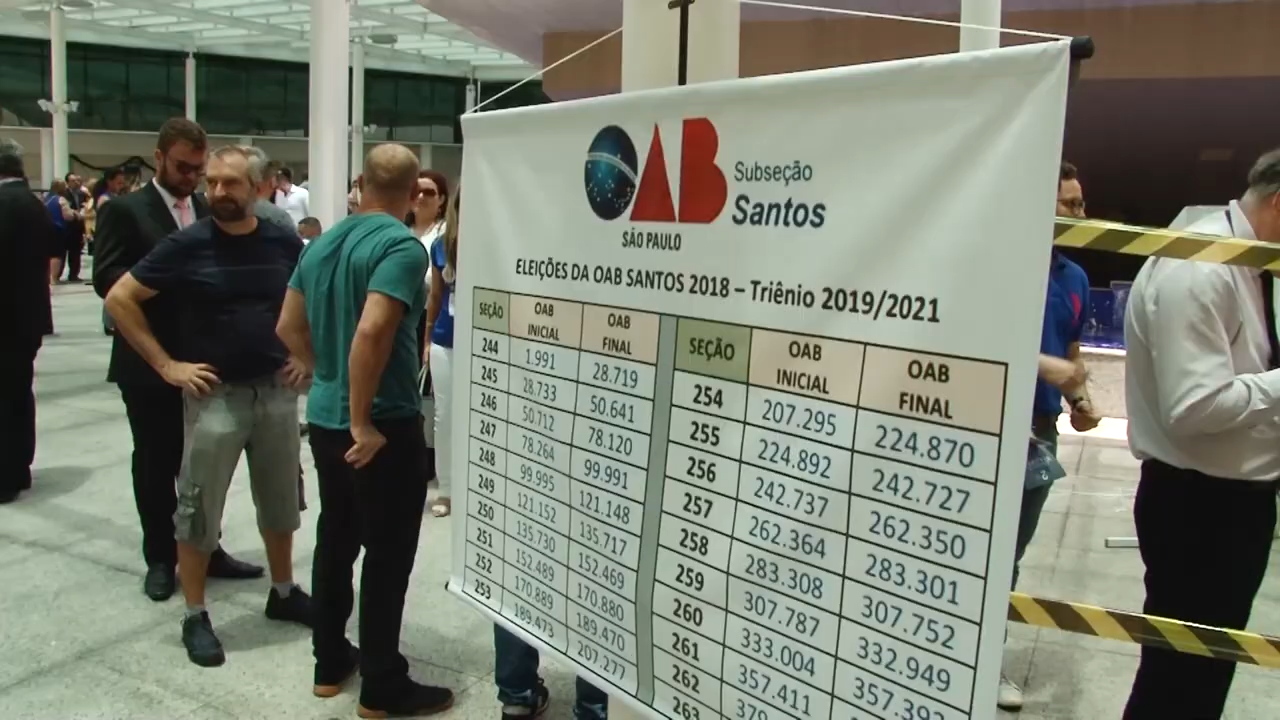 OAB
Subseção
Santos
SÃO PAULO
ELEIÇÕES DA OAB SANTOS 2018 – Triênio 2019/2021
SEÇÃO OAB INICIAL OAB FINAL
244 1.991 28.719
245 28.733 50.641
246 50.712 78.120
247 78.264 99.991
248 99.995 121.148
249 121.152 135.717
250 135.730 152.469
251 152.489 170.880
252 170.889 189.470
253 189.473 207.277
SEÇÃO OAB INICIAL OAB FINAL
254 207.295 224.870
255 224.892 242.727
256 242.737 262.350
257 262.364 283.301
258 283.308 307.752
259 307.787 332.949
260 333.004 357.392
261 357.411
262
263